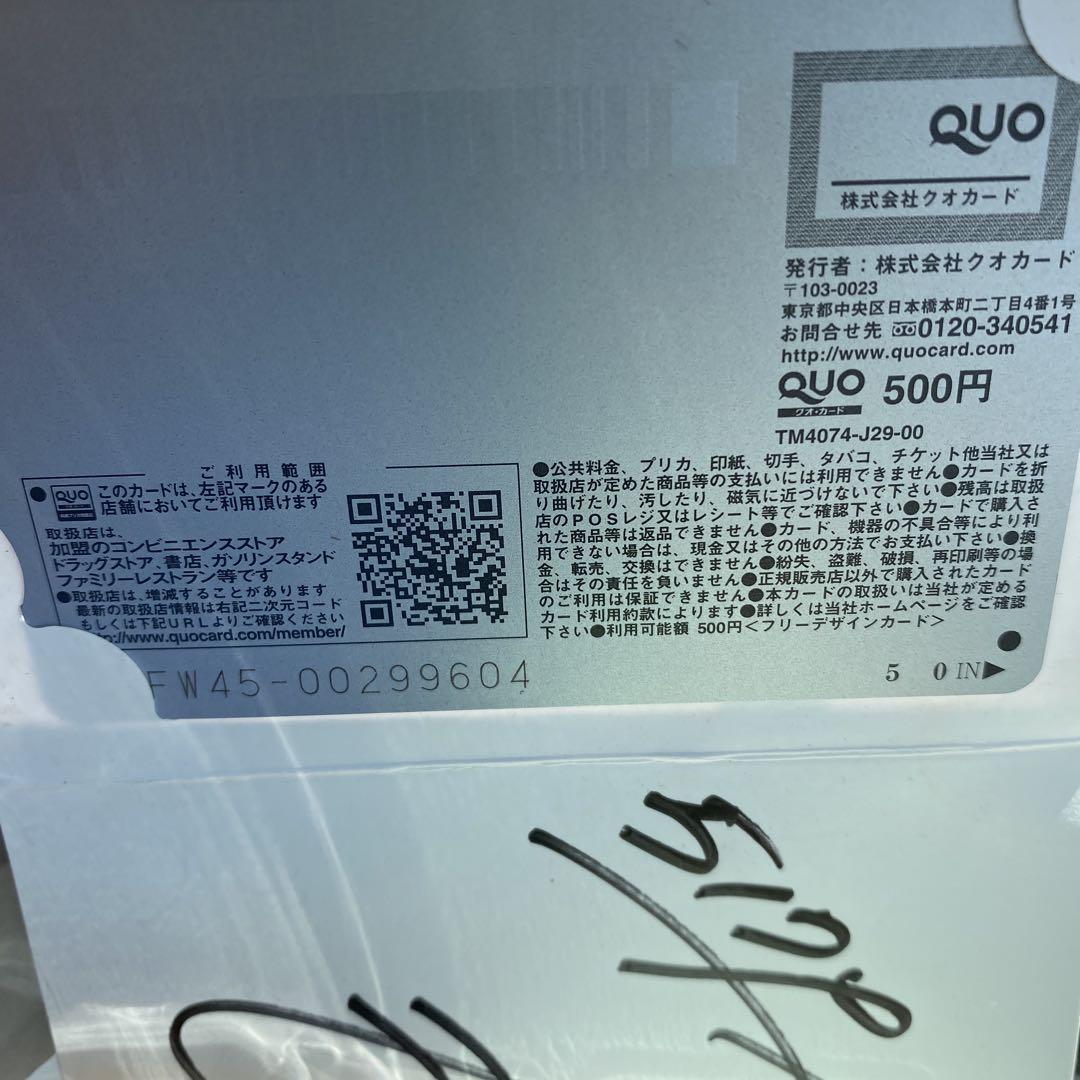 QUO
株式会社クオカード
発行者：株式会社クオカード
〒103-0023
東京都中央区日本橋本町二丁目4番1号
お問合せ先 0120-340541
http://www.quocard.com
QUO 500円
クオ・カード
TM4074-J29-00
ご利用範囲
●QUO このカードは、左記マークのある
店舗においてご利用頂けます
取扱店は、
加盟のコンビニエンスストア
ドラッグストア、書店、ガソリンスタンド
ファミリーレストラン等です
●取扱店は、増減することがあります
最新の取扱店情報は右記二次元コード
もしくは下記URLよりご確認ください
http://www.quocard.com/member/
●公共料金、プリカ、印紙、切手、タバコ、チケット他当社又は
取扱店が定めた商品等の支払いには利用できません●カードを折
り曲げたり、汚したり、磁気に近づけないで下さい●残高は取扱
店のPOSレジ又はレシート等でご確認下さい●カードで購入さ
れた商品等は返品できません●カード、機器の不具合等により利
用できない場合は、現金又はその他の方法でお支払い下さい●換
金、転売、交換はできません●紛失、盗難、破損、再印刷等の場
合はその責任を負いません●正規販売店以外で購入されたカード
のご利用は保証できません●本カードの取扱いは当社が定める
カード利用約款によります●詳しくは当社ホームページをご確認
下さい●利用可能額 500円<フリーデザインカード>
FW45-00299604
5 0 IN▶